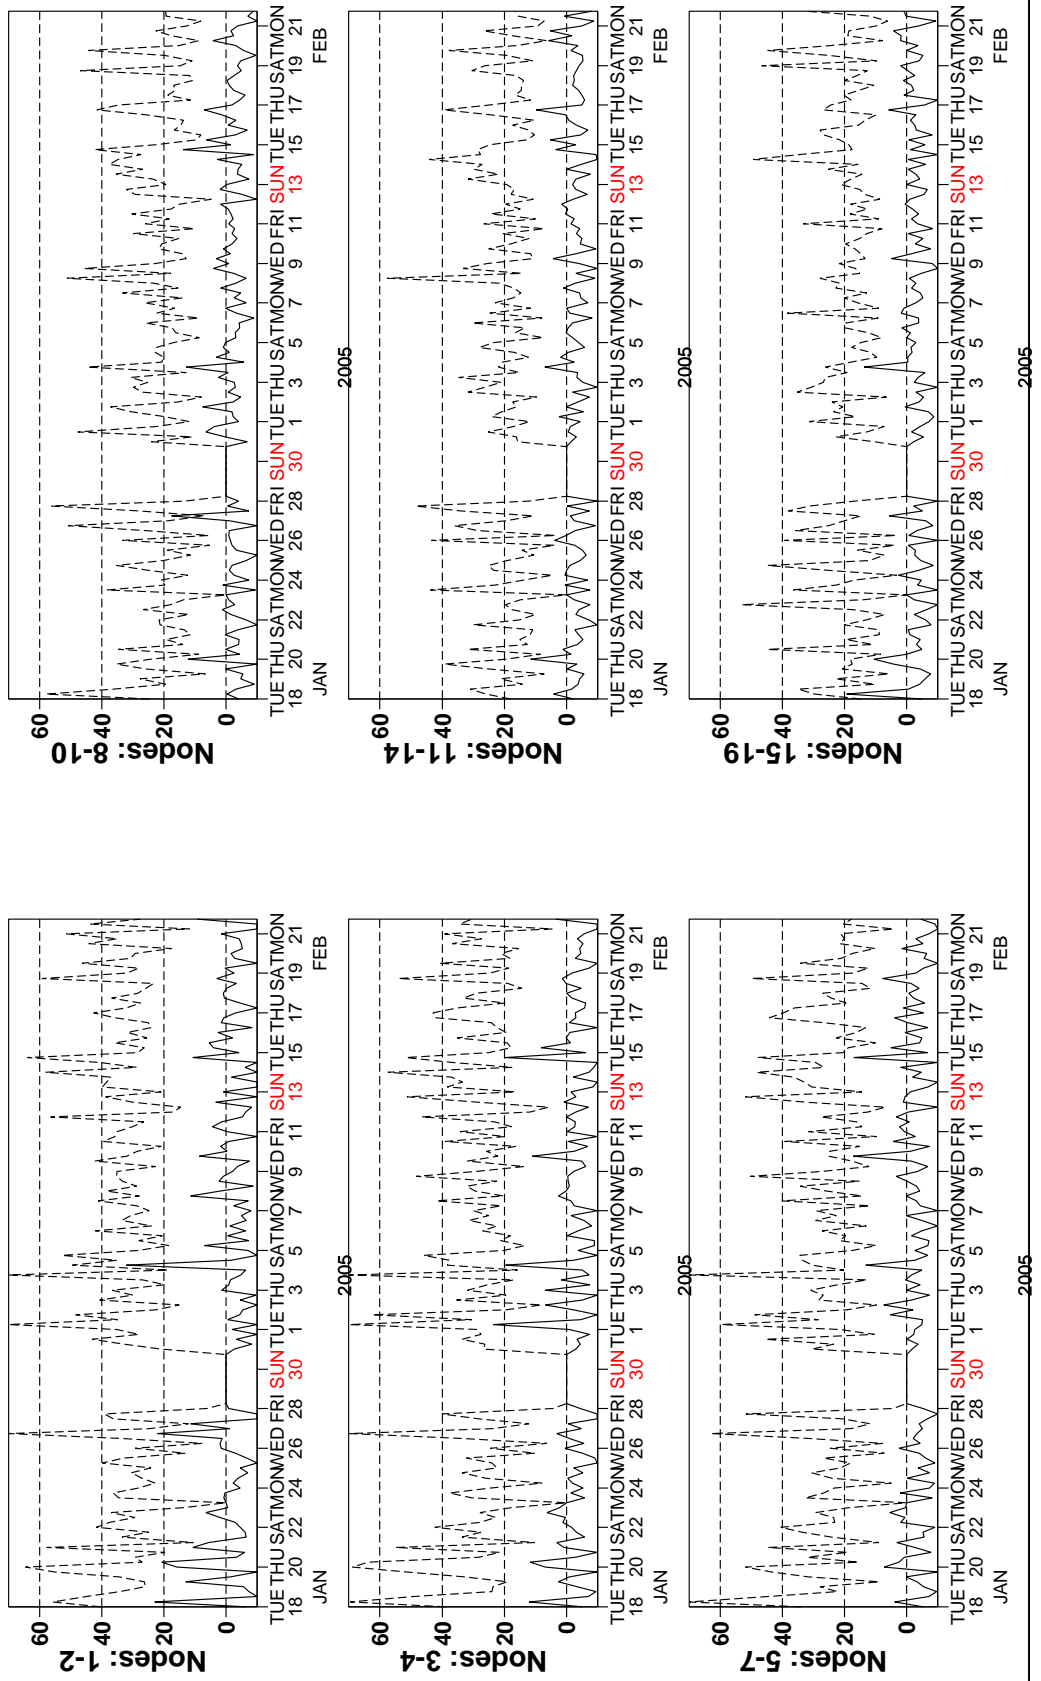 Nodes: 1-2
60
40
20
0
TUE THU SAT MON WED FRI SUN TUE THU SAT MON WED FRI SUN TUE THU SAT MON
18 20 22 24 26 28 30 1 3 5 7 9 11 13 15 17 19 21
JAN FEB
2005
Nodes: 3-4
60
40
20
0
TUE THU SAT MON WED FRI SUN TUE THU SAT MON WED FRI SUN TUE THU SAT MON
18 20 22 24 26 28 30 1 3 5 7 9 11 13 15 17 19 21
JAN FEB
2005
Nodes: 5-7
60
40
20
0
TUE THU SAT MON WED FRI SUN TUE THU SAT MON WED FRI SUN TUE THU SAT MON
18 20 22 24 26 28 30 1 3 5 7 9 11 13 15 17 19 21
JAN FEB
2005
Nodes: 8-10
60
40
20
0
TUE THU SAT MON WED FRI SUN TUE THU SAT MON WED FRI SUN TUE THU SAT MON
18 20 22 24 26 28 30 1 3 5 7 9 11 13 15 17 19 21
JAN FEB
2005
Nodes: 11-14
60
40
20
0
TUE THU SAT MON WED FRI SUN TUE THU SAT MON WED FRI SUN TUE THU SAT MON
18 20 22 24 26 28 30 1 3 5 7 9 11 13 15 17 19 21
JAN FEB
2005
Nodes: 15-19
60
40
20
0
TUE THU SAT MON WED FRI SUN TUE THU SAT MON WED FRI SUN TUE THU SAT MON
18 20 22 24 26 28 30 1 3 5 7 9 11 13 15 17 19 21
JAN FEB
2005